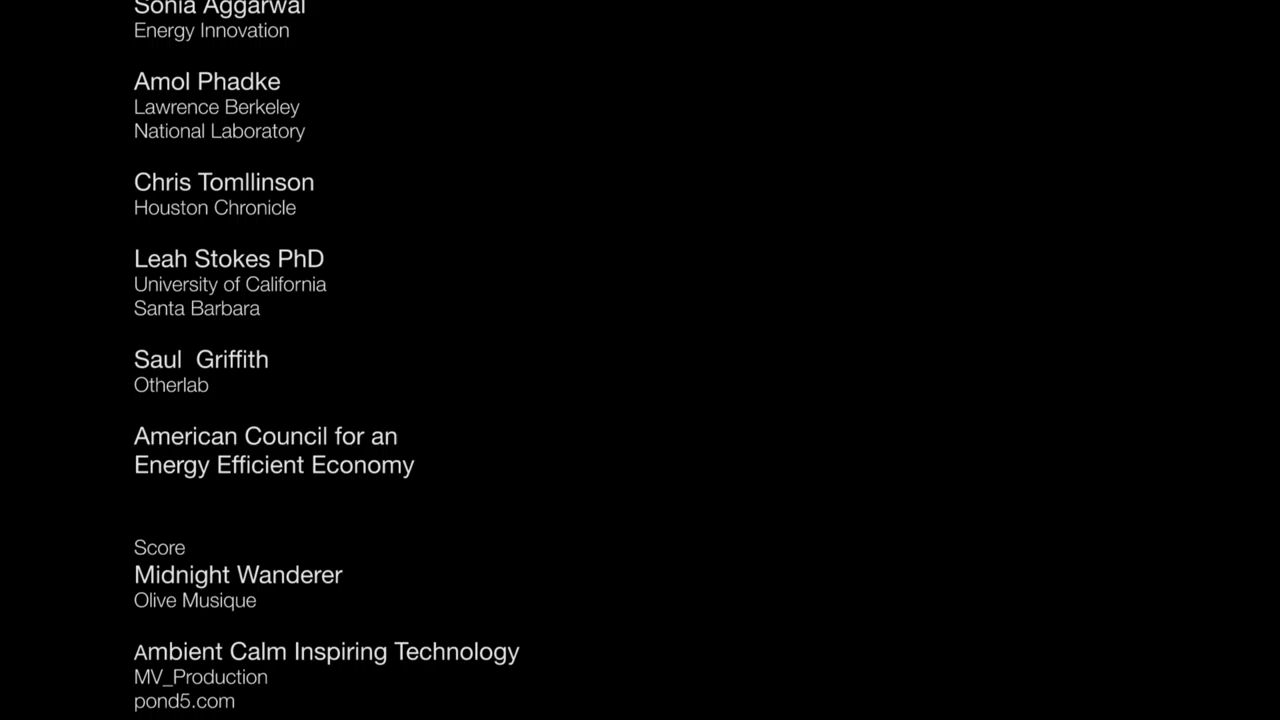 Sonia Aggarwal
Energy Innovation
Amol Phadke
Lawrence Berkeley
National Laboratory
Chris Tomllinson
Houston Chronicle
Leah Stokes PhD
University of California
Santa Barbara
Saul  Griffith
Otherlab
American Council for an
Energy Efficient Economy
Score
Midnight Wanderer
Olive Musique
Ambient Calm Inspiring Technology
MV_Production
pond5.com